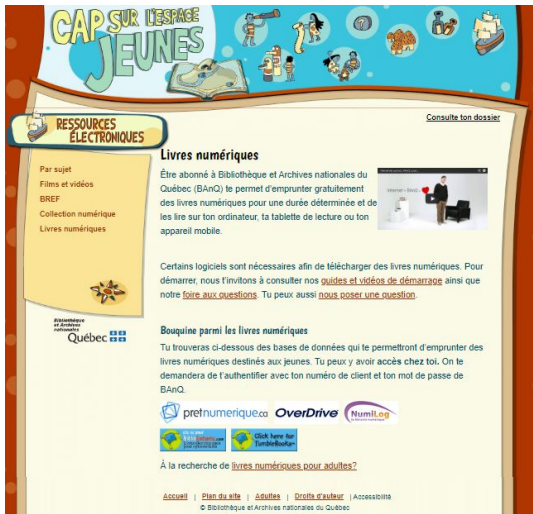 CAP SUR L'ESPACE
JEUNES
Consulte ton dossier
RESSOURCES
ÉLECTRONIQUES
Par sujet
Films et vidéos
BREF
Collection numérique
Livres numériques
Bibliothèque
et Archives
nationales
Québec
Livres numériques
Être abonné à Bibliothèque et Archives nationales du
Québec (BAnQ) te permet d'emprunter gratuitement
des livres numériques pour une durée déterminée et de
les lire sur ton ordinateur, ta tablette de lecture ou ton
appareil mobile.
Certains logiciels sont nécessaires afin de télécharger des livres numériques. Pour
démarrer, nous t'invitons à consulter nos guides et vidéos de démarrage ainsi que
notre foire aux questions. Tu peux aussi nous poser une question.
Bouquine parmi les livres numériques
Tu trouveras ci-dessous des bases de données qui te permettront d'emprunter des
livres numériques destinés aux jeunes. Tu peux y avoir accès chez toi. On te
demandera de t'authentifier avec ton numéro de client et ton mot de passe de
BAnQ.
pretnumerique.ca OverDrive NumiLog
Click here for
TumbleBooks
À la recherche de livres numériques pour adultes?
Accueil | Plan du site | Adultes | Droits d'auteur | Accessibilité
© Bibliothèque et Archives nationales du Québec